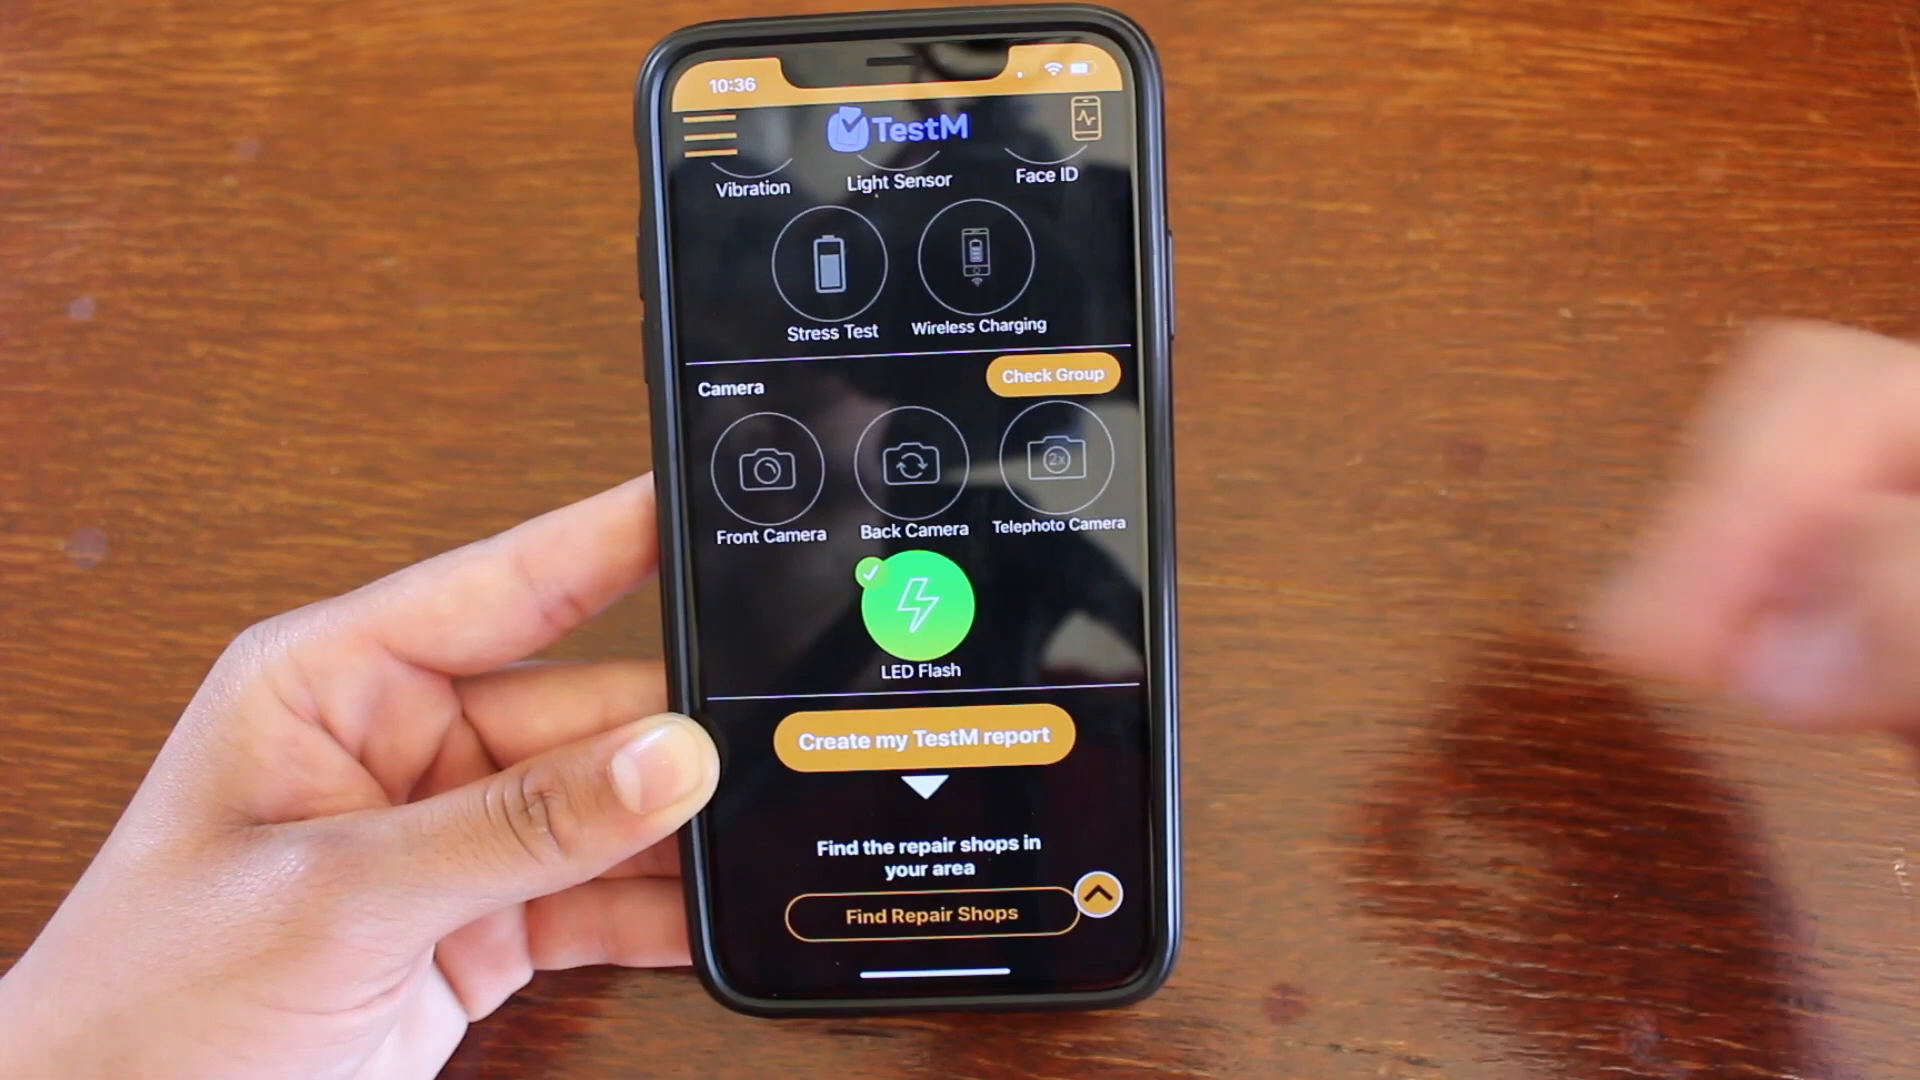 10:36
TestM
Vibration
Light Sensor
Face ID
Stress Test
Wireless Charging
Camera
Check Group
2x
Front Camera
Back Camera
Telephoto Camera
LED Flash
Create my TestM report
Find the repair shops in
your area
Find Repair Shops